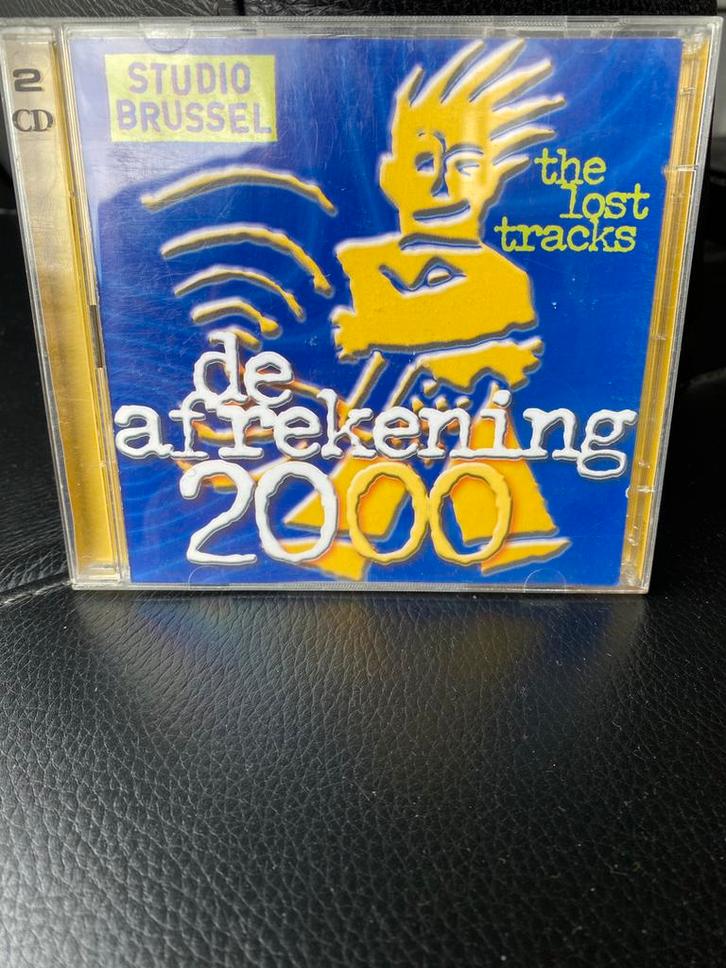 2
CD
STUDIO
BRUSSEL
the
lost
tracks
de
afrekening
2000